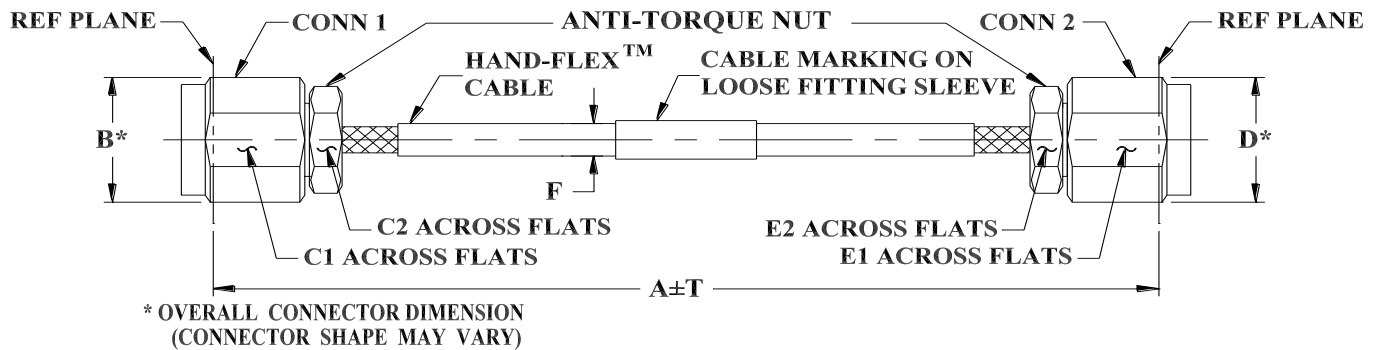 REF PLANE
CONN 1
ANTI-TORQUE NUT
CONN 2
REF PLANE
HAND-FLEX™
CABLE
CABLE MARKING ON
LOOSE FITTING SLEEVE
B*
D*
F
C2 ACROSS FLATS
C1 ACROSS FLATS
E2 ACROSS FLATS
E1 ACROSS FLATS
A±T
* OVERALL CONNECTOR DIMENSION
(CONNECTOR SHAPE MAY VARY)